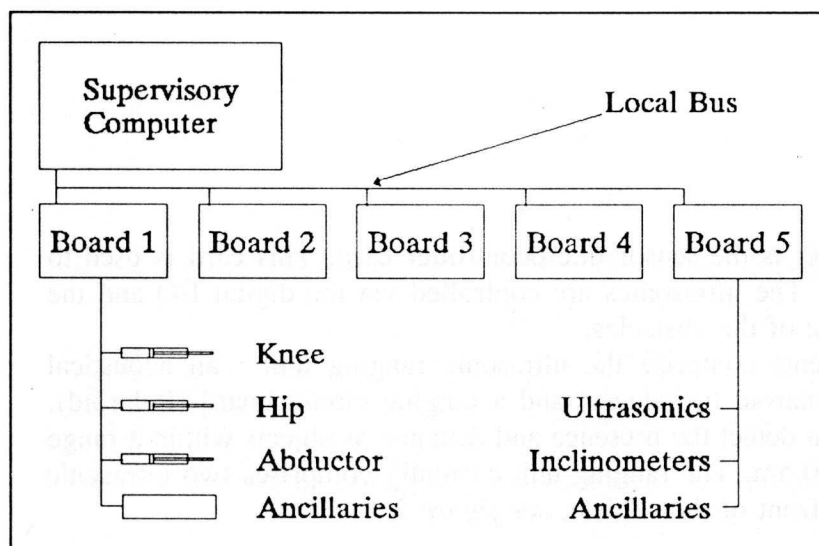 Supervisory
Computer
Local Bus
Board 1 Board 2 Board 3 Board 4 Board 5
Knee
Hip
Abductor
Ancillaries
Ultrasonics
Inclinometers
Ancillaries